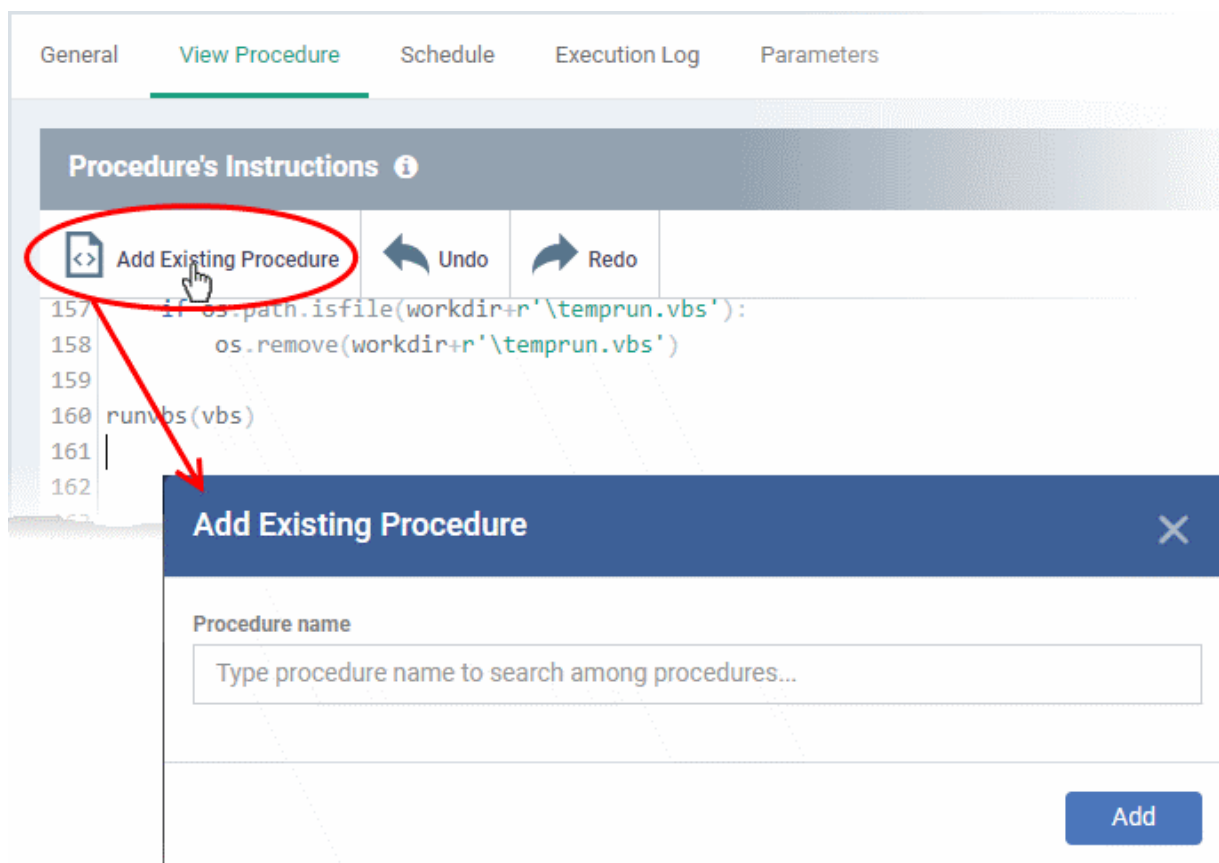 General View Procedure Schedule Execution Log Parameters
Procedure's Instructions
Add Existing Procedure Undo Redo
157 if os.path.isfile(workdir+r'\temprun.vbs'):
158 os.remove(workdir+r'\temprun.vbs')
159
160 runvbs(vbs)
161
162
Add Existing Procedure
Procedure name
Type procedure name to search among procedures...
Add